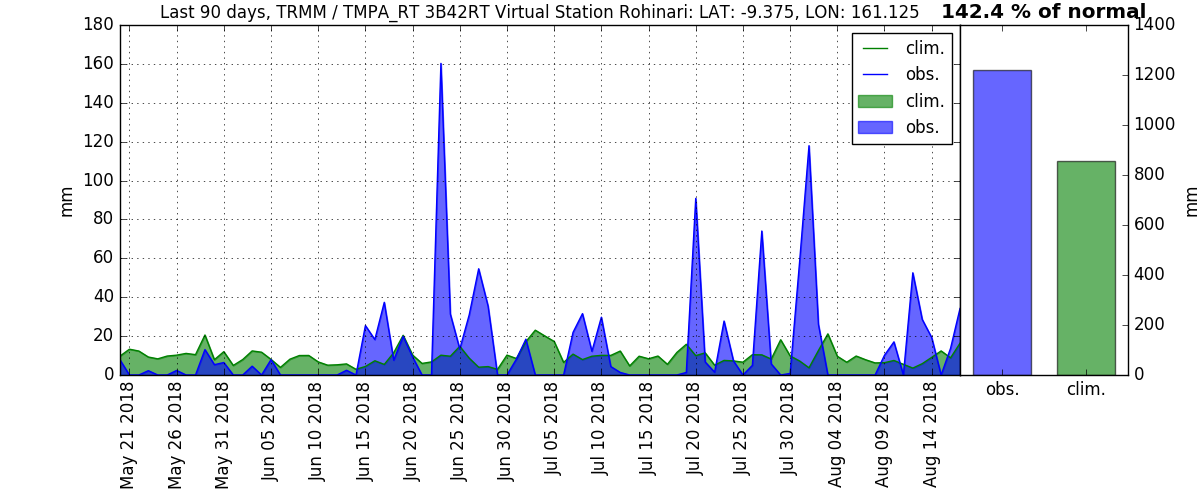 Last 90 days, TRMM / TMPA_RT 3B42RT Virtual Station Rohinari: LAT: -9.375, LON: 161.125
142.4 % of normal
180
160
140
120
100
80
60
40
20
0
mm
clim.
obs.
clim.
obs.
May 21 2018
May 26 2018
May 31 2018
Jun 05 2018
Jun 10 2018
Jun 15 2018
Jun 20 2018
Jun 25 2018
Jun 30 2018
Jul 05 2018
Jul 10 2018
Jul 15 2018
Jul 20 2018
Jul 25 2018
Jul 30 2018
Aug 04 2018
Aug 09 2018
Aug 14 2018
obs.
clim.
1400
1200
1000
800
600
400
200
0
mm